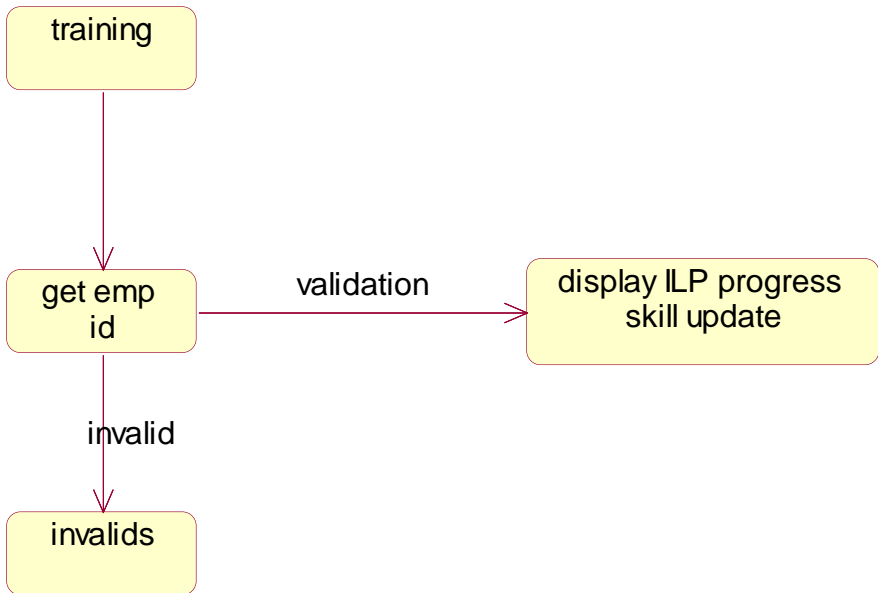 training
get emp
id
validation
display ILP progress
skill update
invalid
invalids